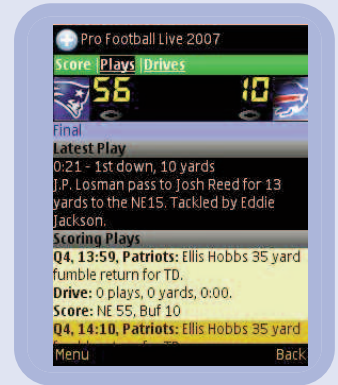 Pro Football Live 2007
Score |Plays |Drives
56 10
Final
Latest Play
0:21 - 1st down, 10 yards
J.P. Losman pass to Josh Reed for 13
yards to the NE15. Tackled by Eddie
Jackson.
Scoring Plays
Q4, 13:59, Patriots: Ellis Hobbs 35 yard
fumble return for TD.
Drive: 0 plays, 0 yards, 0:00.
Score: NE 55, Buf 10
Q4, 14:10, Patriots: Ellis Hobbs 35 yard
Menu Back